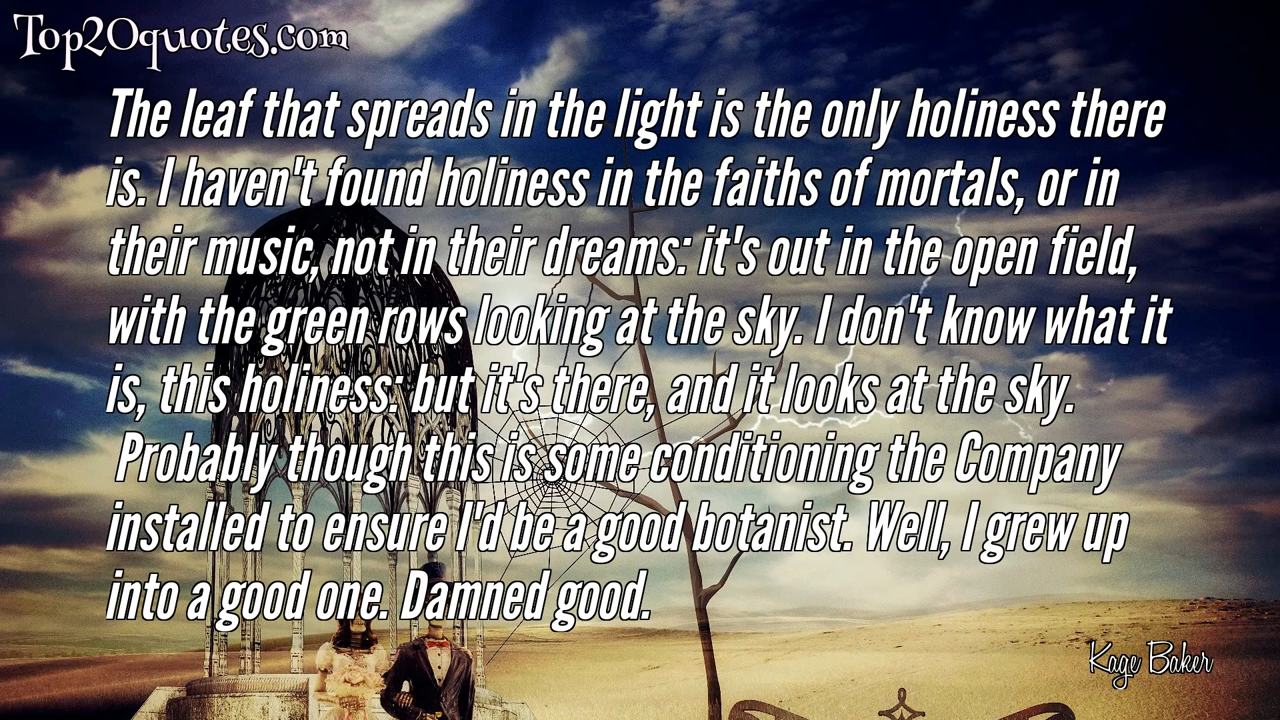 Top20quotes.com
The leaf that spreads in the light is the only holiness there
is. I haven't found holiness in the faiths of mortals, or in
their music, not in their dreams: it's out in the open field,
with the green rows looking at the sky. I don't know what it
is, this holiness: but it's there, and it looks at the sky.
Probably though this is some conditioning the Company
installed to ensure I'd be a good botanist. Well, I grew up
into a good one. Damned good.
Kage Baker